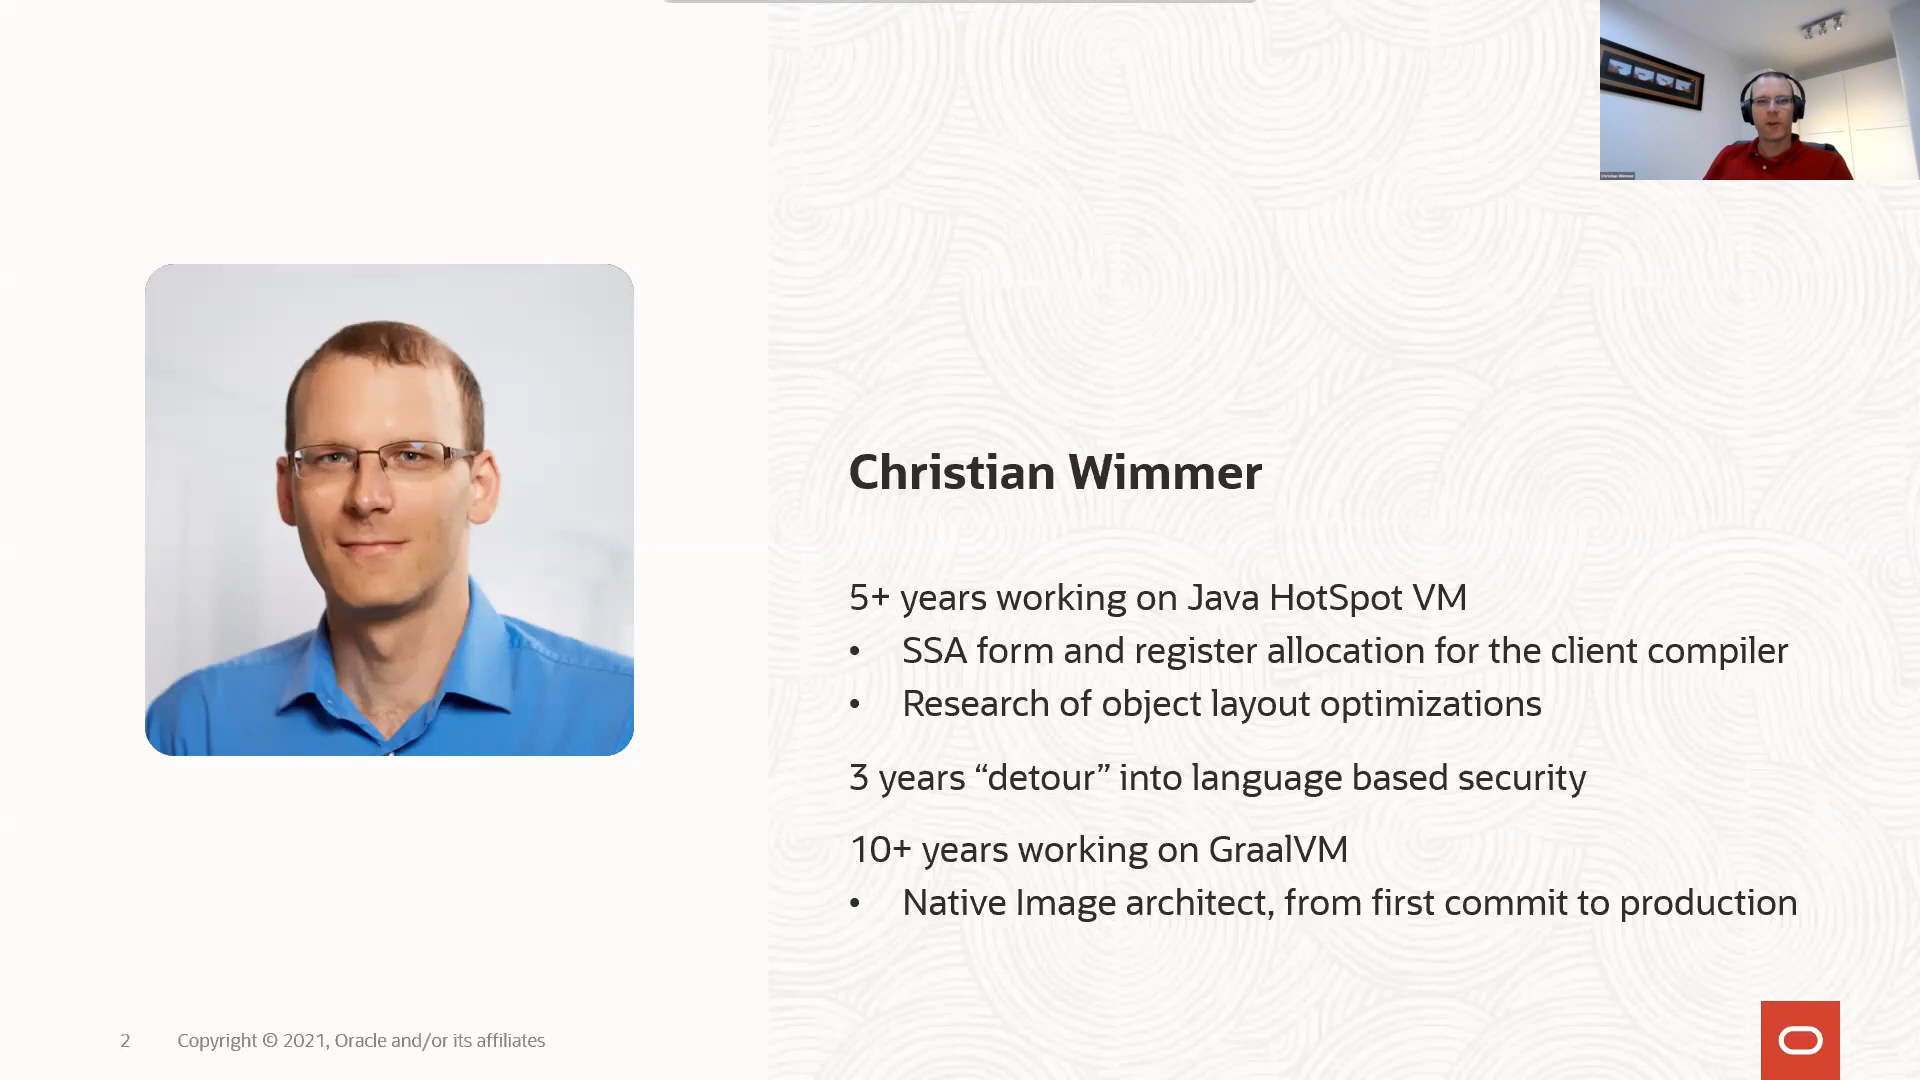 Christian Wimmer
Christian Wimmer
5+ years working on Java HotSpot VM
• SSA form and register allocation for the client compiler
• Research of object layout optimizations
3 years “detour” into language based security
10+ years working on GraalVM
• Native Image architect, from first commit to production
2 Copyright © 2021, Oracle and/or its affiliates